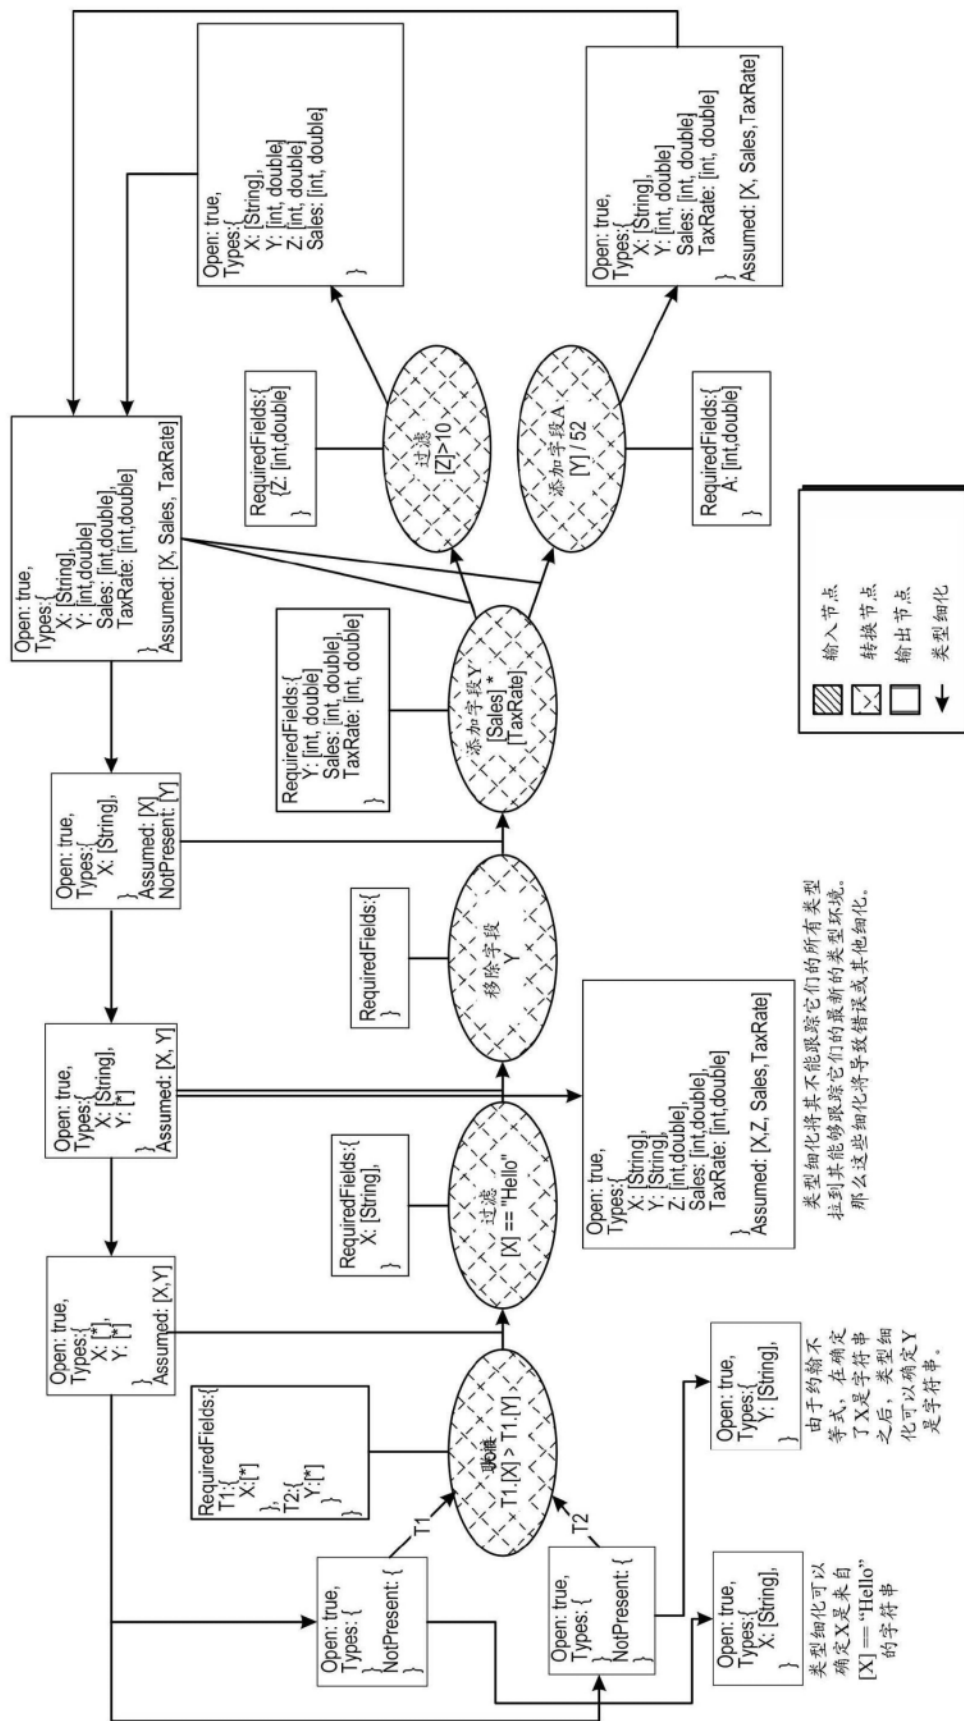 Open: true,
Types:{
X: [*],
Y: [*]
}
Assumed: [X,Y]
Open: true,
Types:{
X: [String],
Y: [*]
}
Assumed: [X, Y]
Open: true,
Types:{
X: [String],
}
Assumed: [X]
NotPresent: [Y]
Open: true,
Types:{
X: [String],
Y: [int,double]
Sales: [int,double],
TaxRate: [int,double]
}
Assumed: [X, Sales, TaxRate]
RequiredFields:{
T1:{
X:[*]
},
T2:{
Y:[*]
}
}
RequiredFields:{
X: [String],
}
RequiredFields:{
}
RequiredFields:{
Y: [int, double]
Sales: [int, double],
TaxRate: [int, double]
}
RequiredFields:{
{Z: [int,double]
}
Open: true,
Types:{
X: [String],
Y: [int, double],
Z: [int, double]
Sales: [int, double]
}
Open: true,
Types: {
}
NotPresent: {
}
T1
Open: true,
Types: {
}
NotPresent: {
}
T2
联接
T1.[X] > T1.[Y]
过滤
[X] == "Hello"
移除字段
Y
添加字段Y
[Sales] *
[TaxRate]
过滤
[Z]>10
添加字段A
[Y] / 52
RequiredFields:{
A: [int,double]
}
Open: true,
Types:{
X: [String],
Y: [int, double]
Sales: [int, double]
TaxRate: [int, double]
}
Assumed: [X, Sales,TaxRate]
Open: true,
Types:{
X: [String],
Y: [String],
Z: [int,double],
Sales: [int,double],
TaxRate: [int,double
}
Assumed: [X,Z, Sales,TaxRate]
Open: true,
Types:{
X: [String],
}
类型细化可以
确定X是来自
[X] == “Hello”
的字符串
Open: true,
Types:{
Y: [String],
}
由于约翰不
等式，在确定
了X是字符串
之后，类型细
化可以确定Y
是字符串。
类型细化将其不能跟踪它们的所有类型
拉到其能够跟踪它们的最新的类型环境。
那么这些细化将导致错误或其他细化。
输入节点
转换节点
输出节点
类型细化